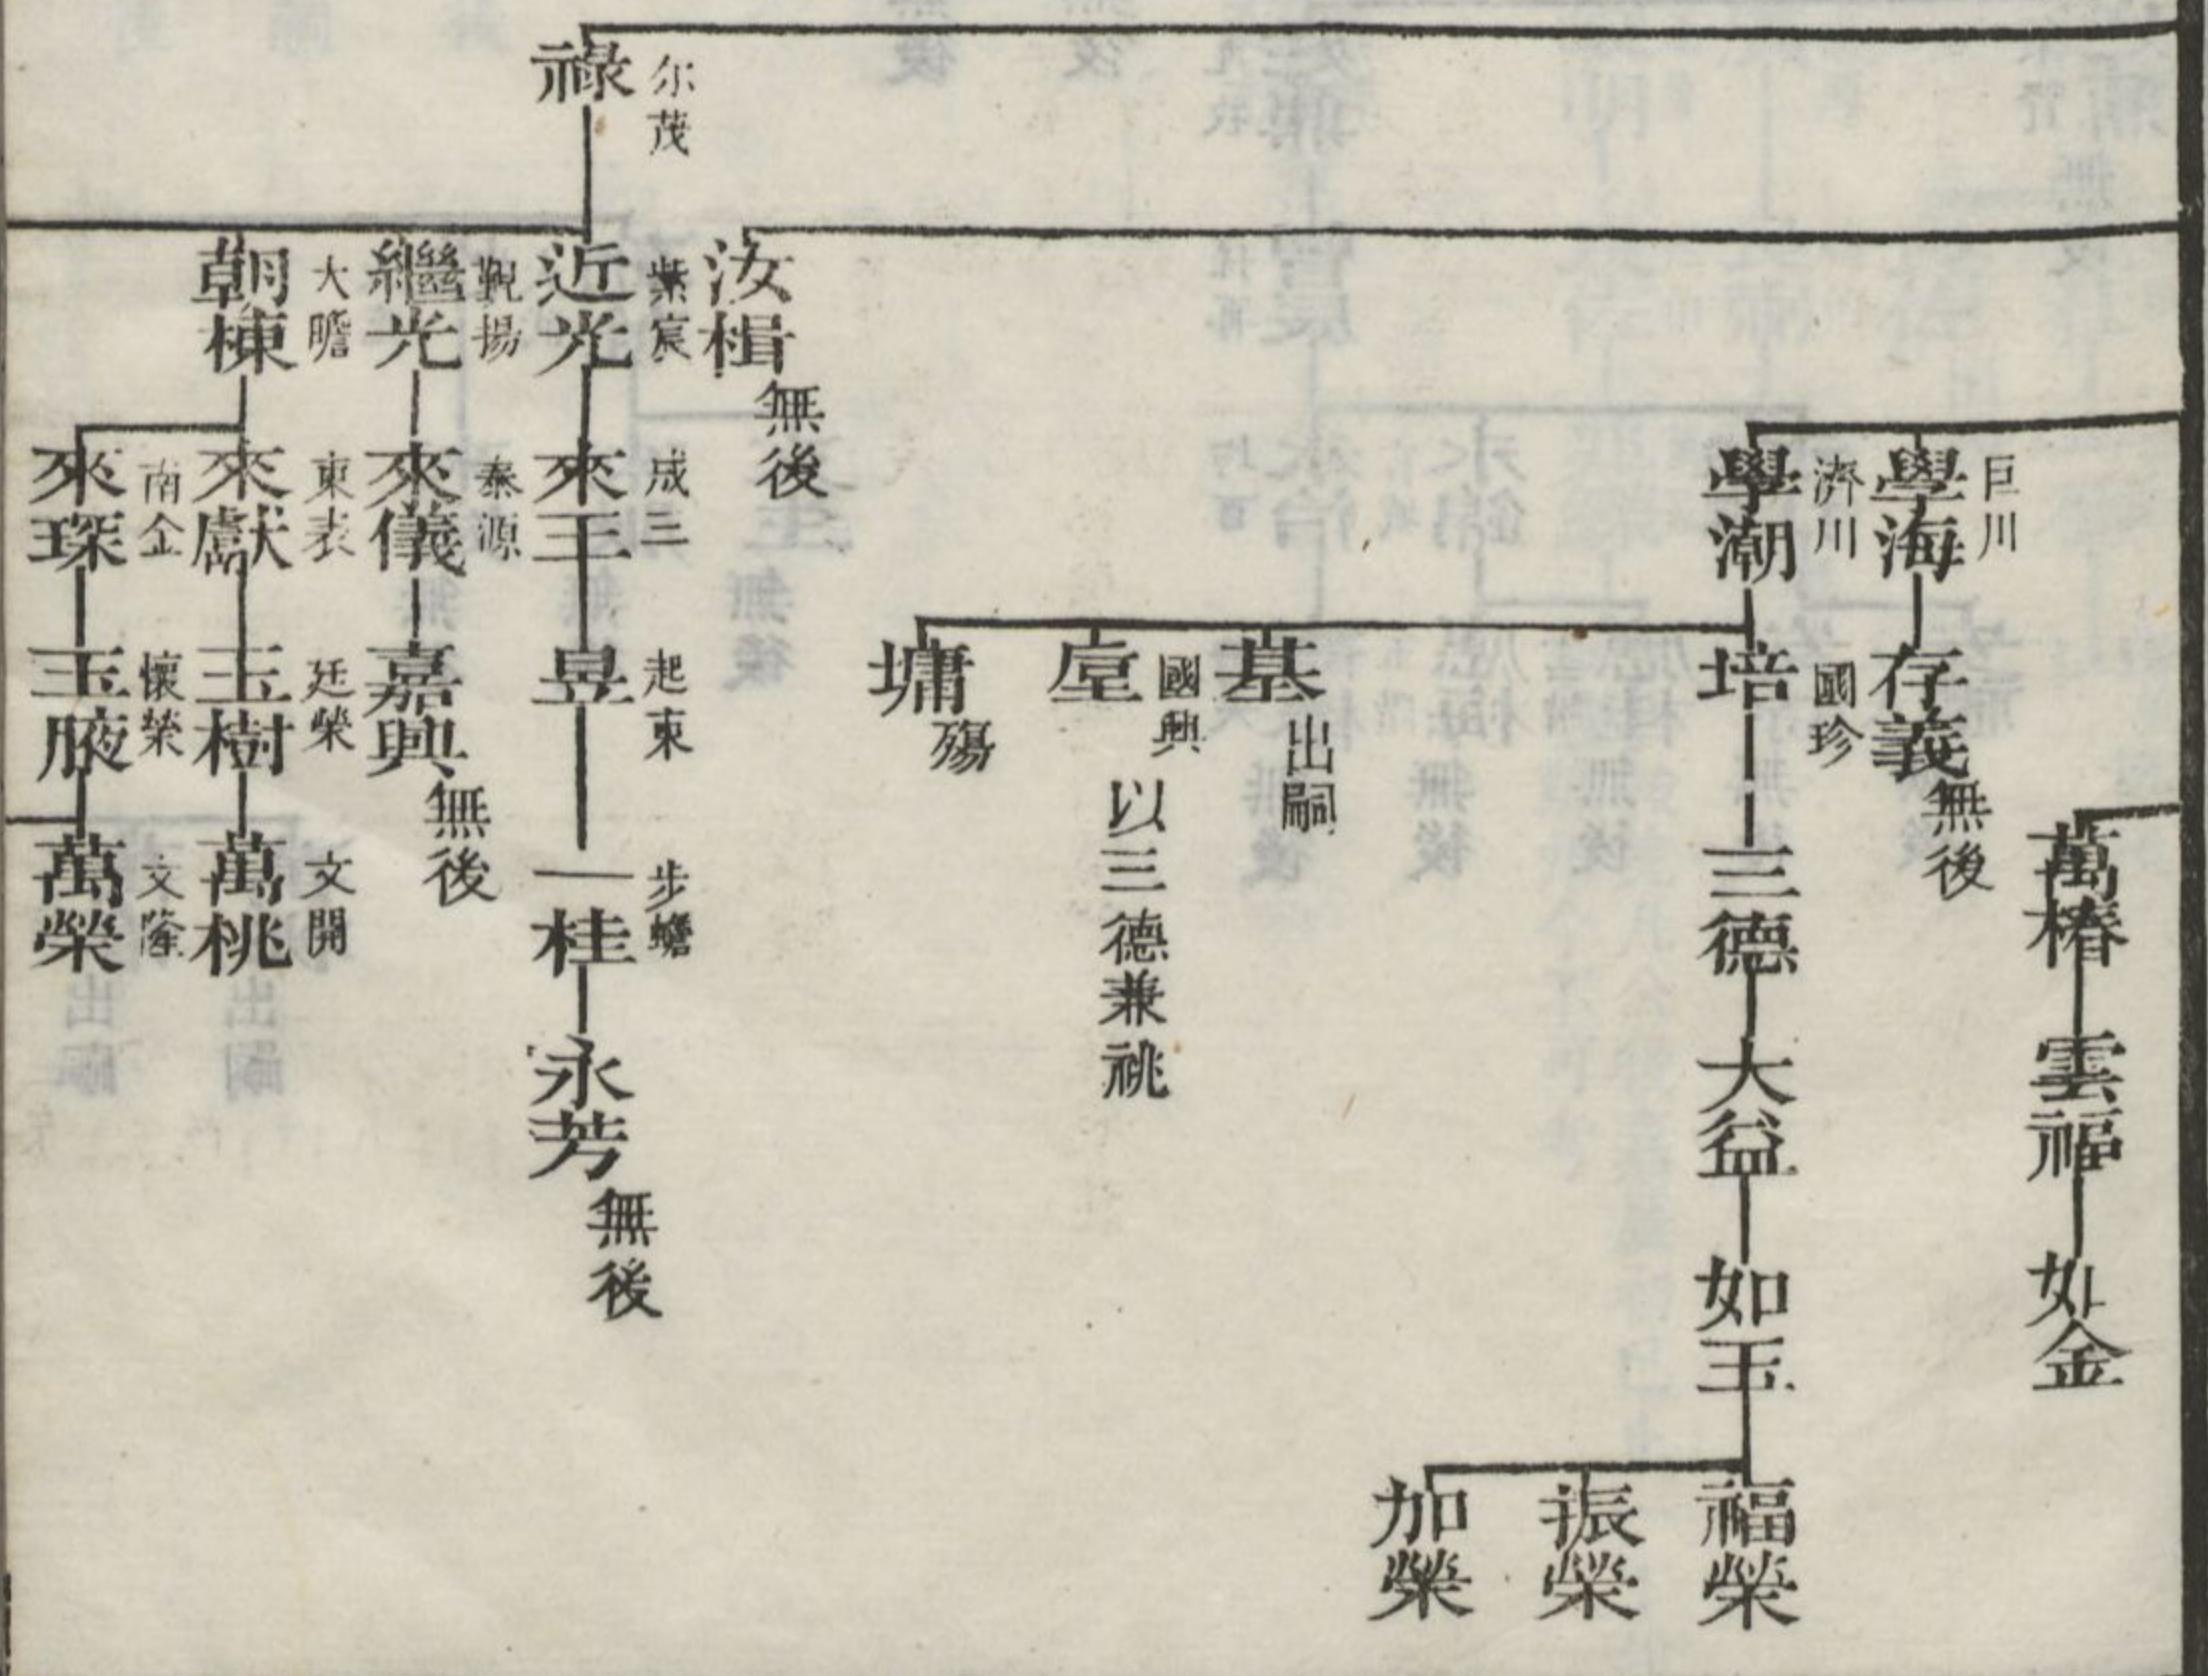 萬椿
雲福
如金
巨川
學海
存義
無後
濟川
學潮
國珍
培
三德
大益
如玉
福榮
振榮
加榮
基
出嗣
國興
垕
以三德兼祧
墉
殤
汝楫
無後
尔茂
祿
紫宸
近光
成三
來王
起東
昱
步蟾
一桂
永芳
無後
覲揚
繼光
泰源
來儀
嘉興
無後
大瞻
朝棟
東表
來獻
廷榮
玉樹
文開
萬桃
南金
來琛
懷榮
玉腋
文隆
萬榮